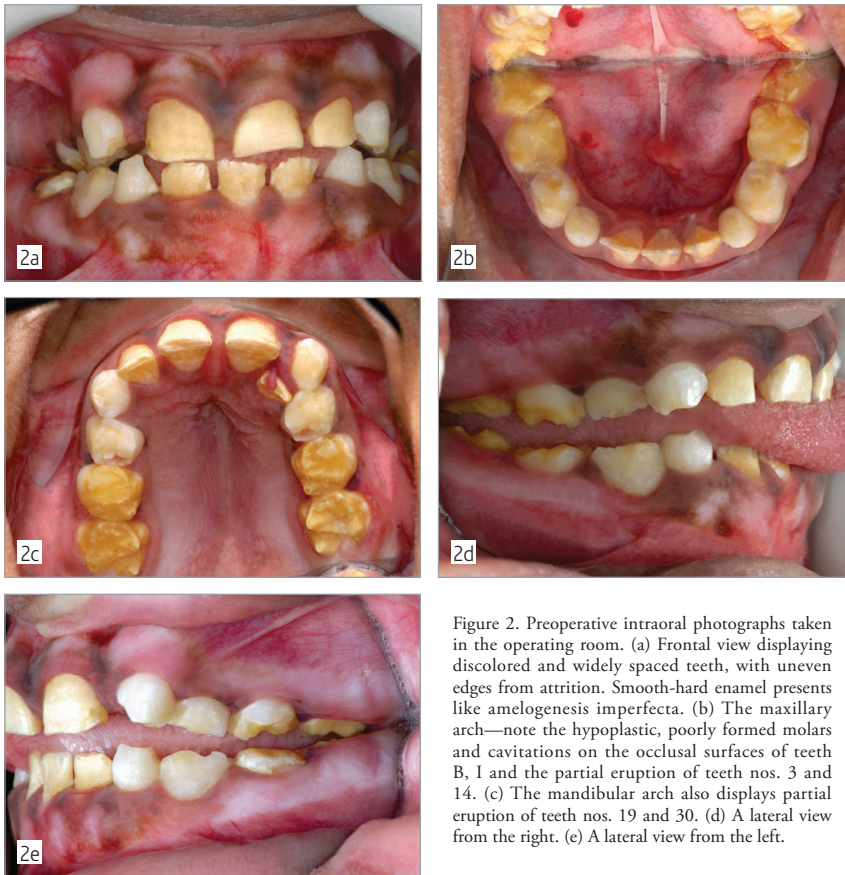 2a
2b
2c
2d
2e
Figure 2. Preoperative intraoral photographs taken
in the operating room. (a) Frontal view displaying
discolored and widely spaced teeth, with uneven
edges from attrition. Smooth-hard enamel presents
like amelogenesis imperfecta. (b) The maxillary
arch—note the hypoplastic, poorly formed molars
and cavitations on the occlusal surfaces of teeth
B, I and the partial eruption of teeth nos. 3 and
14. (c) The mandibular arch also displays partial
eruption of teeth nos. 19 and 30. (d) A lateral view
from the right. (e) A lateral view from the left.